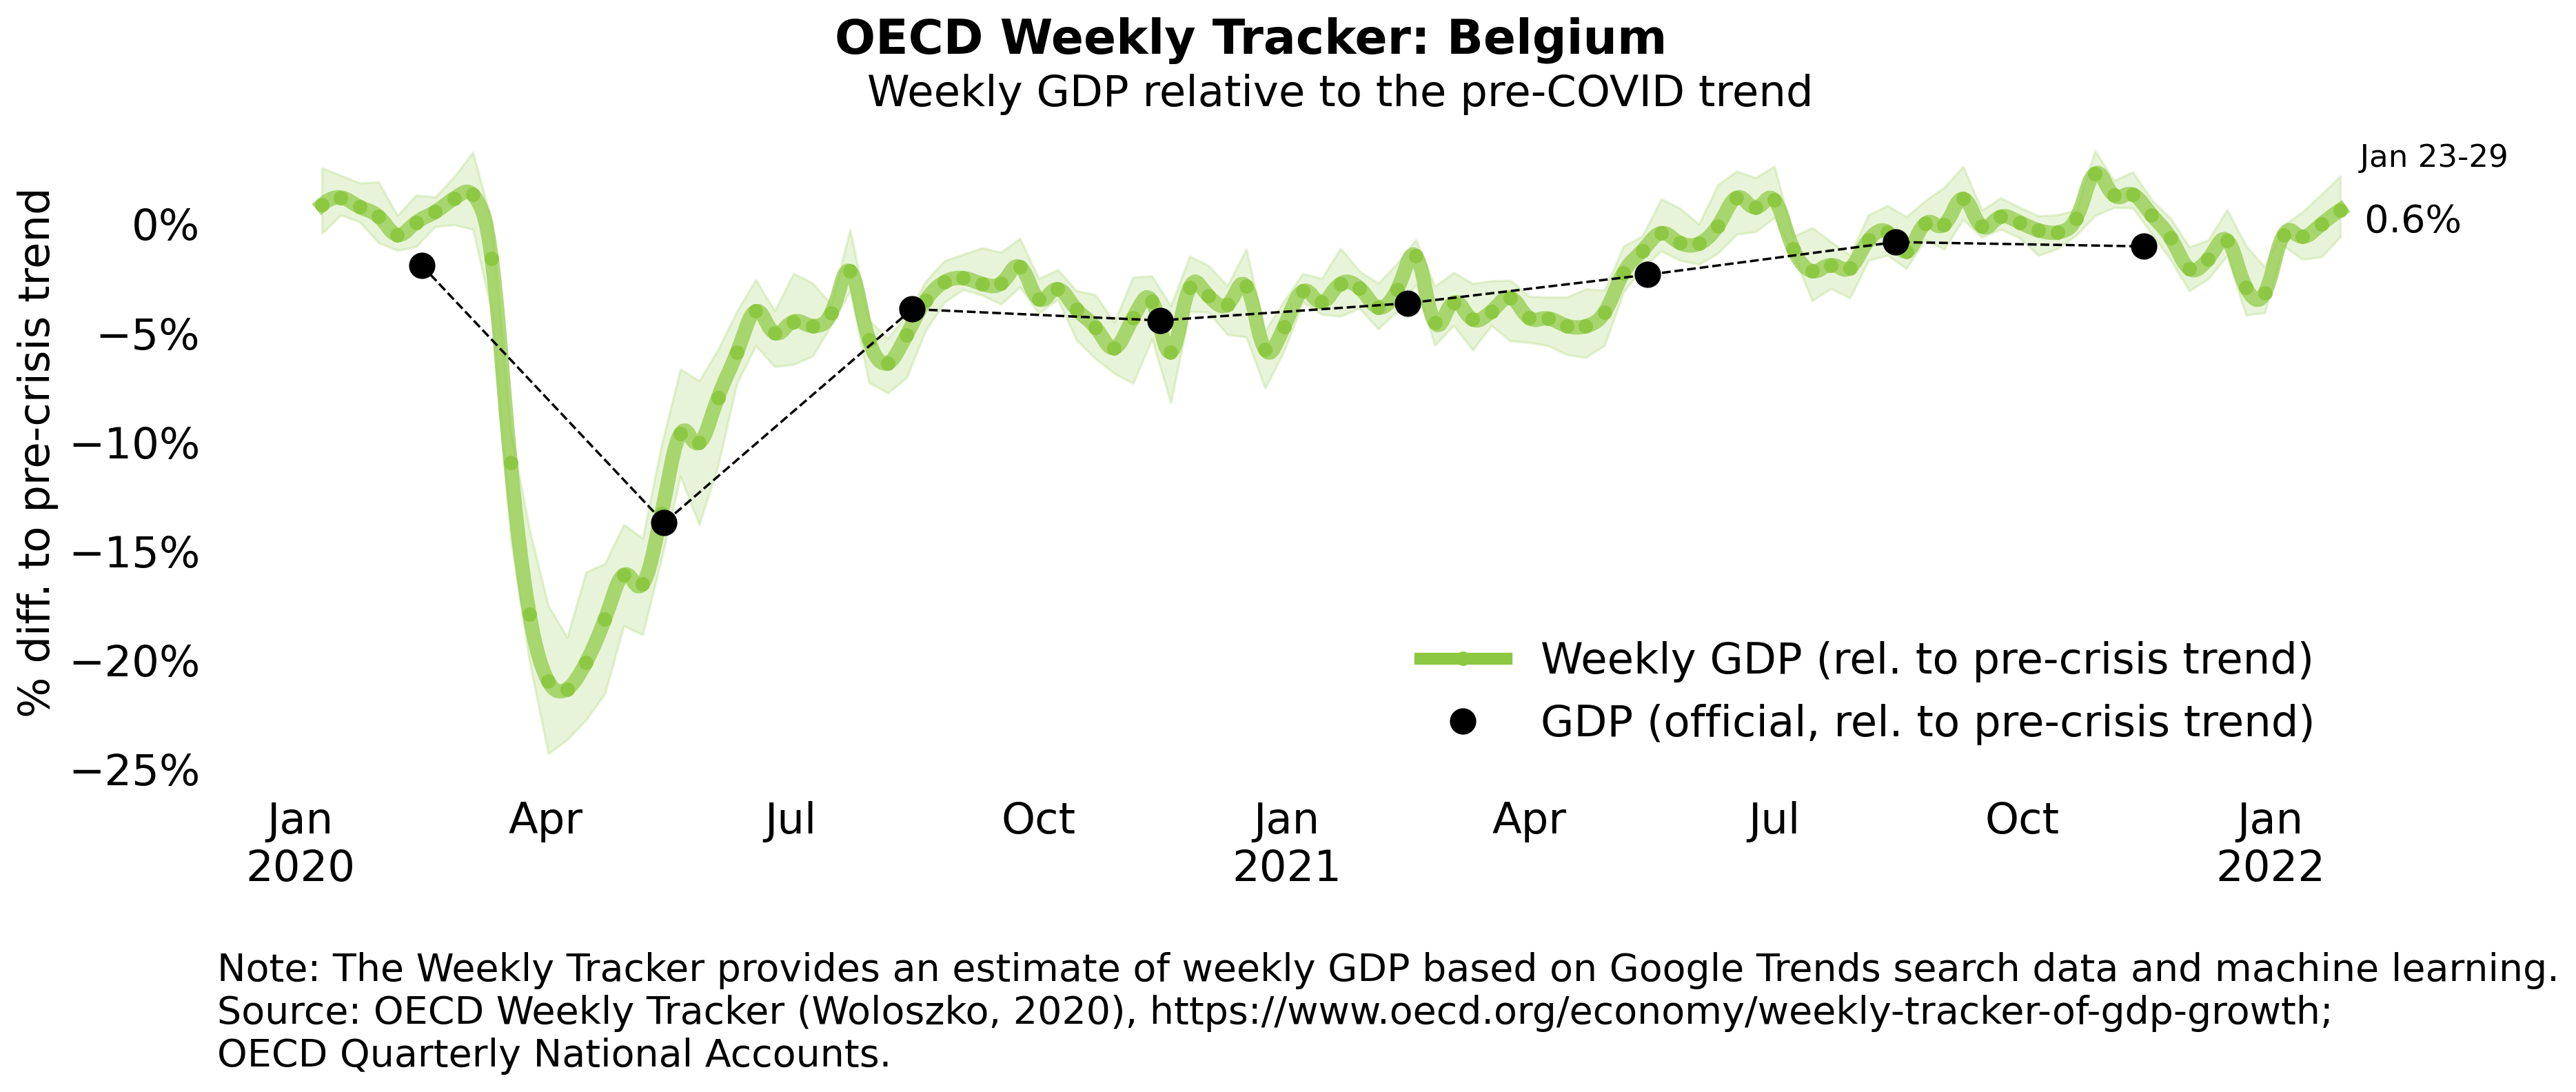 OECD Weekly Tracker: Belgium
Weekly GDP relative to the pre-COVID trend
% diff. to pre-crisis trend
0%
−5%
−10%
−15%
−20%
−25%
Jan 23-29
0.6%
Weekly GDP (rel. to pre-crisis trend)
GDP (official, rel. to pre-crisis trend)
Jan Apr Jul Oct Jan Apr Jul Oct Jan
2020 2021 2022
Note: The Weekly Tracker provides an estimate of weekly GDP based on Google Trends search data and machine learning.
Source: OECD Weekly Tracker (Woloszko, 2020), https://www.oecd.org/economy/weekly-tracker-of-gdp-growth;
OECD Quarterly National Accounts.